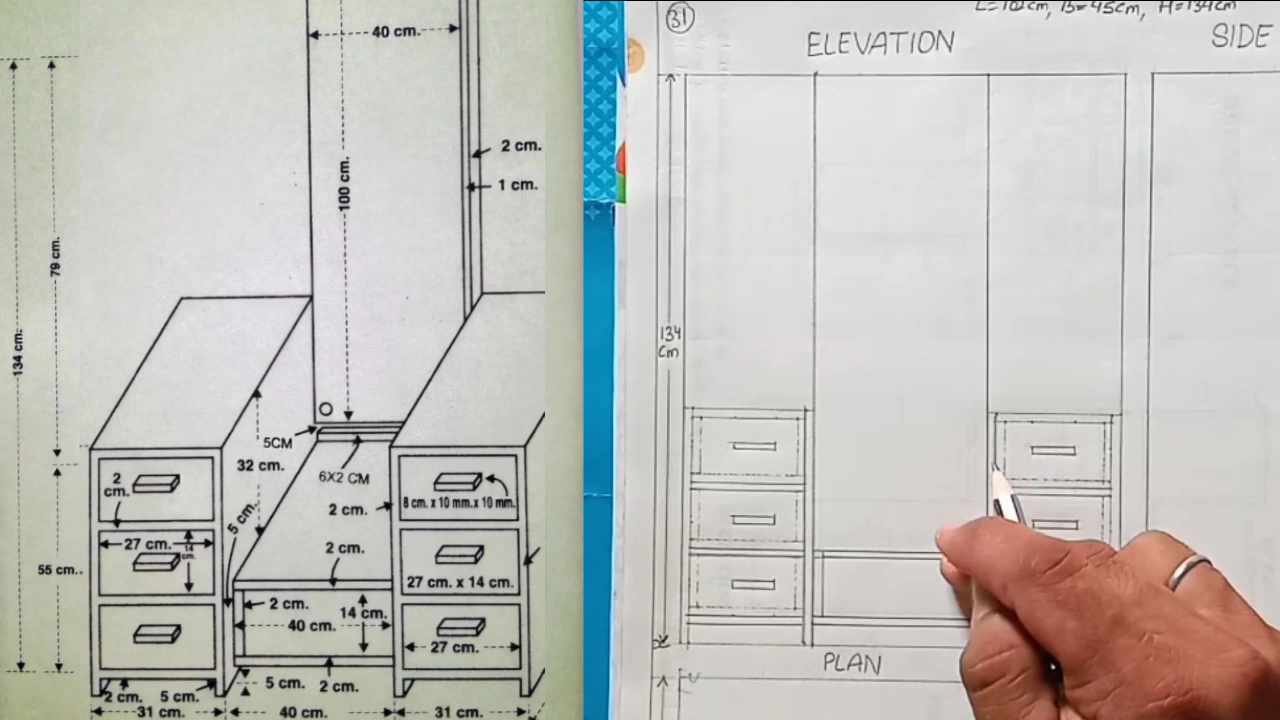 40 cm.
2 cm.
1 cm.
100 cm.
79 cm.
134 cm.
5CM
32 cm.
6X2 CM
2 cm.
8 cm. x 10 mm.x 10 mm.
2 cm.
5 cm.
27 cm.
14 cm.
2 cm.
55 cm.
27 cm. x 14 cm.
2 cm.
14 cm.
40 cm.
27 cm.
5 cm.
2 cm.
2 cm.
5 cm.
31 cm.
40 cm.
31 cm.
31
B=45cm, H=134cm
ELEVATION
SIDE
134
cm
PLAN